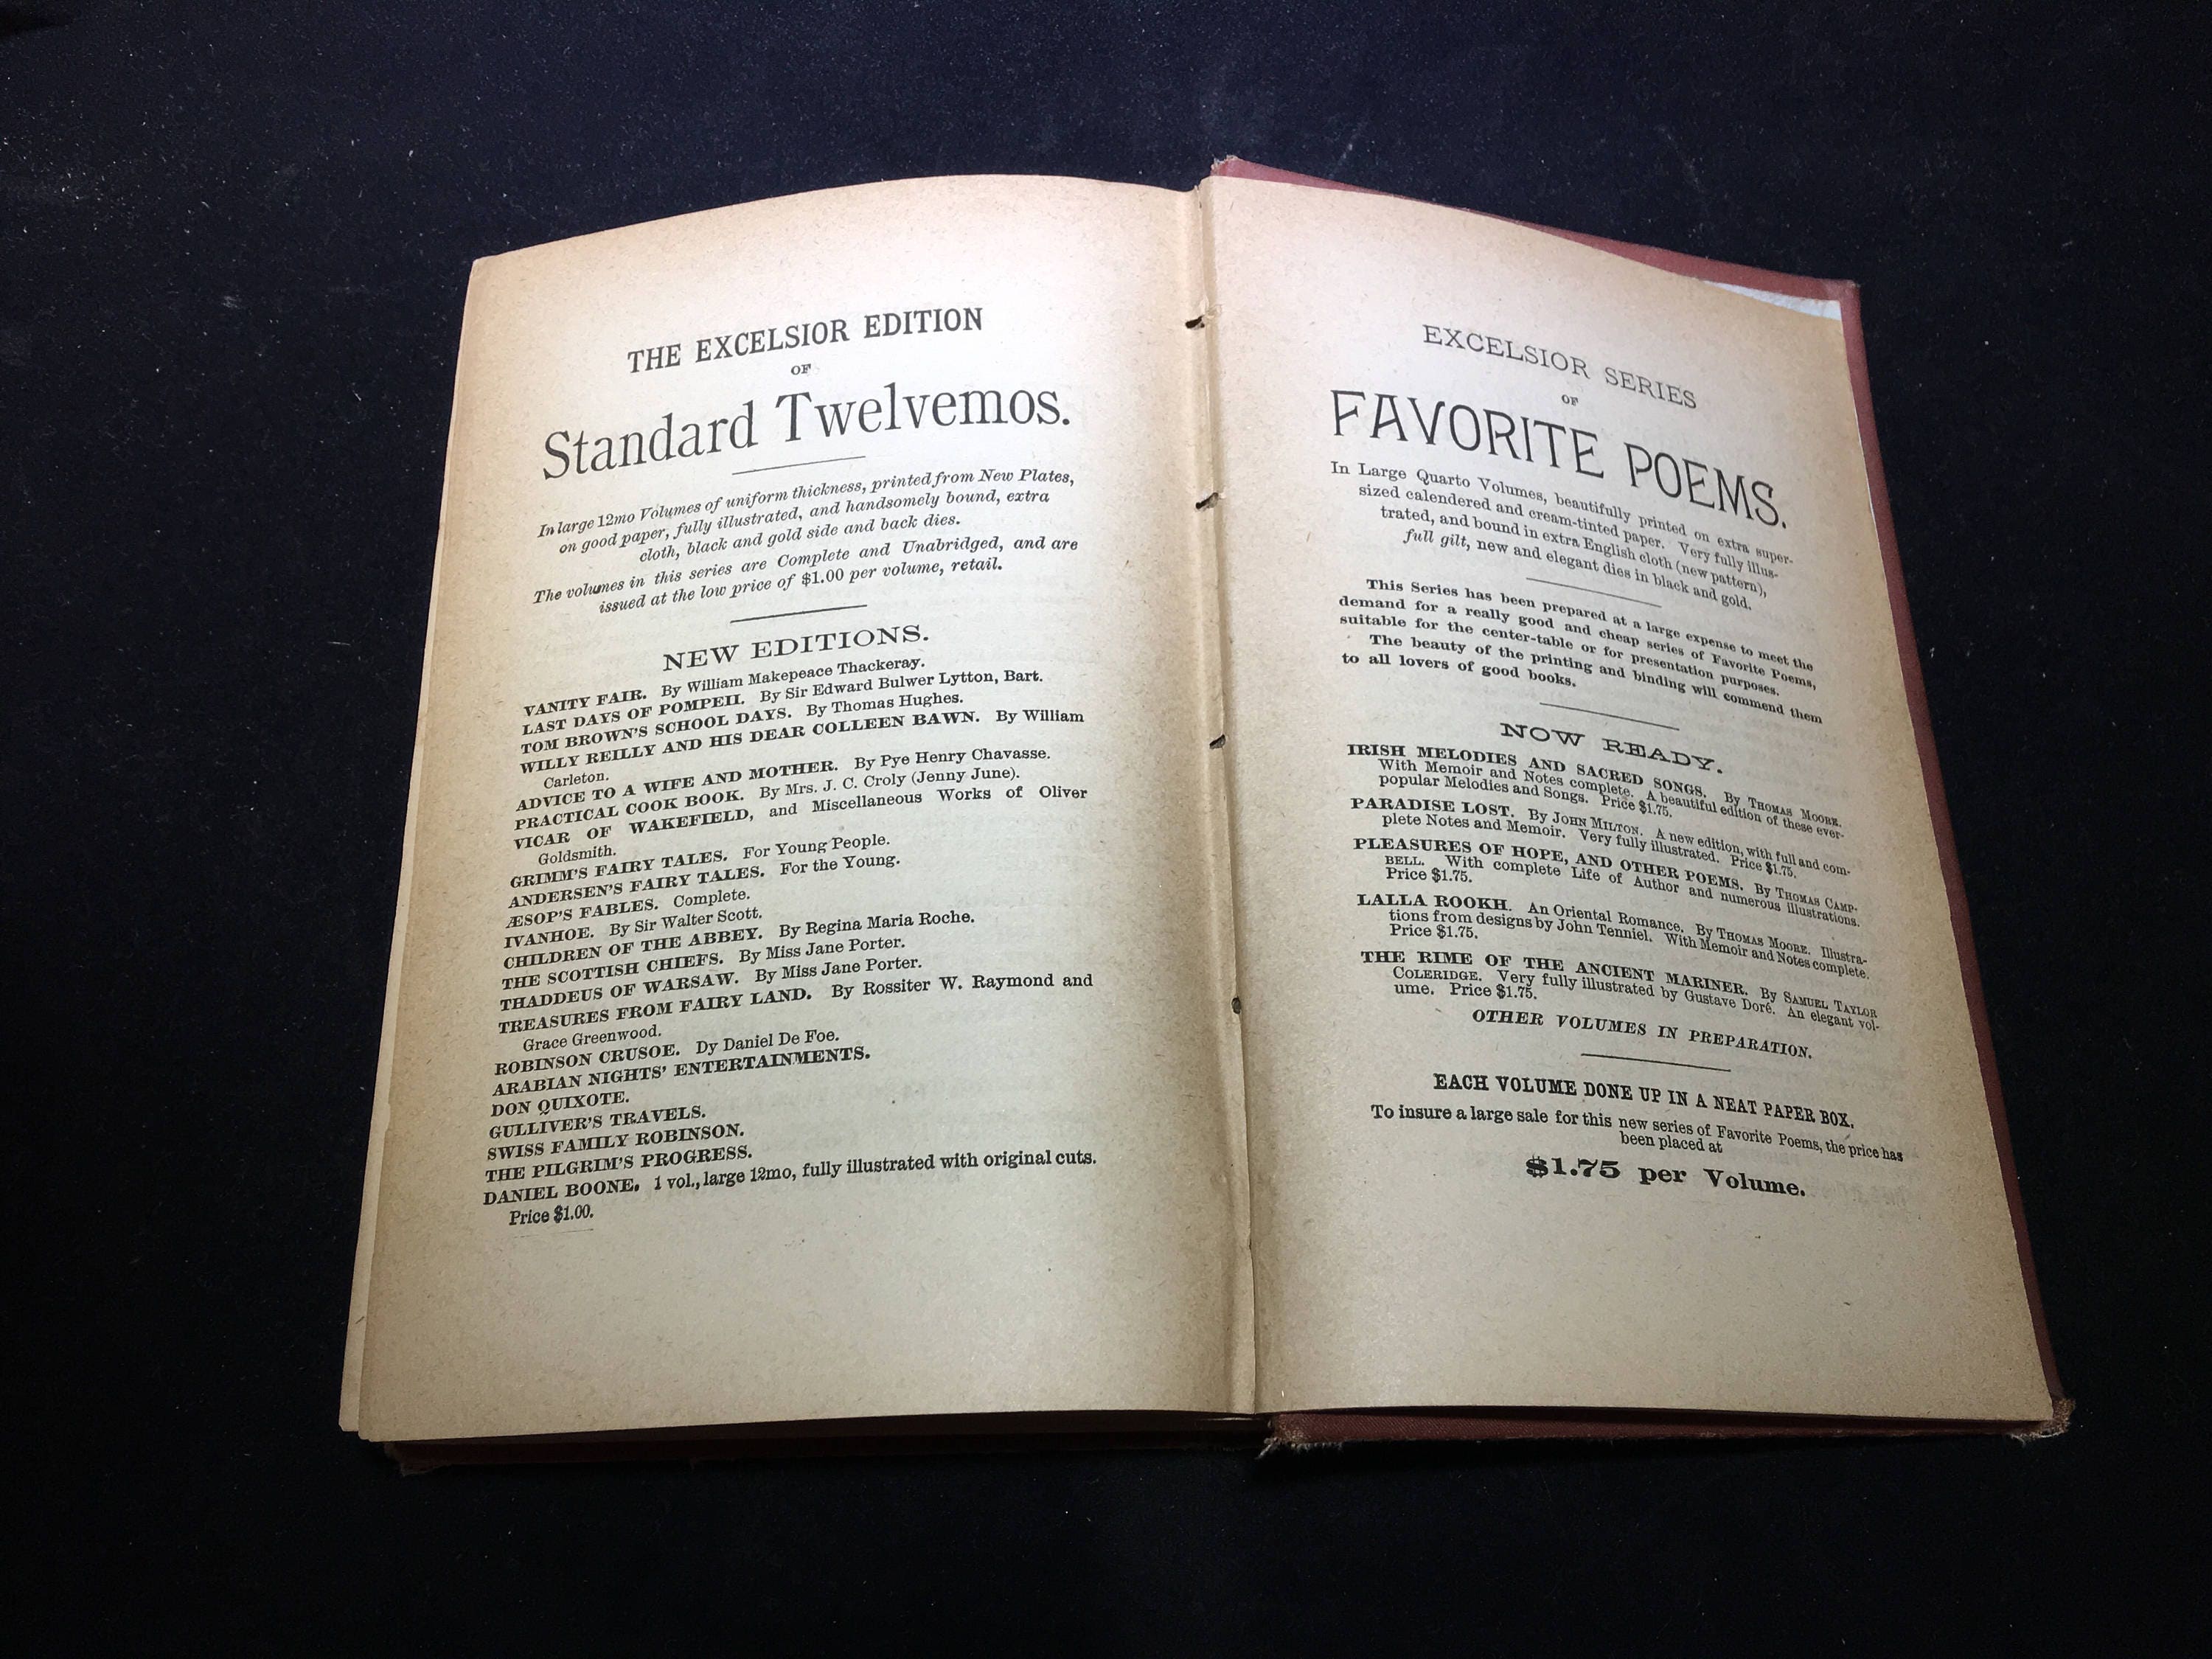 THE EXCELSIOR EDITION
OF
Standard Twelvemos.
In large 12mo Volumes of uniform thickness, printed from New Plates,
on good paper, fully illustrated, and handsomely bound, extra
cloth, black and gold side and back dies.
The volumes in this series are Complete and Unabridged, and are
issued at the low price of $1.00 per volume, retail.
NEW EDITIONS.
VANITY FAIR. By William Makepeace Thackeray.
LAST DAYS OF POMPEII. By Sir Edward Bulwer Lytton, Bart.
TOM BROWN'S SCHOOL DAYS. By Thomas Hughes.
WILLY REILLY AND HIS DEAR COLLEEN BAWN. By William
Carleton.
ADVICE TO A WIFE AND MOTHER. By Pye Henry Chavasse.
PRACTICAL COOK BOOK. By Mrs. J. C. Croly (Jenny June).
VICAR OF WAKEFIELD, and Miscellaneous Works of Oliver
Goldsmith.
GRIMM'S FAIRY TALES. For Young People.
ANDERSEN'S FAIRY TALES. For the Young.
ÆSOP'S FABLES. Complete.
IVANHOE. By Sir Walter Scott.
CHILDREN OF THE ABBEY. By Regina Maria Roche.
THE SCOTTISH CHIEFS. By Miss Jane Porter.
THADDEUS OF WARSAW. By Miss Jane Porter.
TREASURES FROM FAIRY LAND. By Rossiter W. Raymond and
Grace Greenwood.
ROBINSON CRUSOE. Dy Daniel De Foe.
ARABIAN NIGHTS' ENTERTAINMENTS.
DON QUIXOTE.
GULLIVER'S TRAVELS.
SWISS FAMILY ROBINSON.
THE PILGRIM'S PROGRESS.
DANIEL BOONE. 1 vol., large 12mo, fully illustrated with original cuts.
Price $1.00.
EXCELSIOR SERIES
OF
FAVORITE POEMS.
In Large Quarto Volumes, beautifully printed on extra super-
sized calendered and cream-tinted paper. Very fully illus-
trated, and bound in extra English cloth (new pattern),
full gilt, new and elegant dies in black and gold.
This Series has been prepared at a large expense to meet the
demand for a really good and cheap series of Favorite Poems,
suitable for the center-table or for presentation purposes.
The beauty of the printing and binding will commend them
to all lovers of good books.
NOW READY.
IRISH MELODIES AND SACRED SONGS. By THOMAS MOORE.
With Memoir and Notes complete. A beautiful edition of these ever-
popular Melodies and Songs. Price $1.75.
PARADISE LOST. By JOHN MILTON. A new edition, with full and com-
plete Notes and Memoir. Very fully illustrated. Price $1.75.
PLEASURES OF HOPE, AND OTHER POEMS. By THOMAS CAMP-
BELL. With complete Life of Author and numerous illustrations.
Price $1.75.
LALLA ROOKH. An Oriental Romance. By THOMAS MOORE. Illustra-
tions from designs by John Tenniel. With Memoir and Notes complete.
Price $1.75.
THE RIME OF THE ANCIENT MARINER. By SAMUEL TAYLOR
COLERIDGE. Very fully illustrated by Gustave Doré. An elegant vol-
ume. Price $1.75.
OTHER VOLUMES IN PREPARATION.
EACH VOLUME DONE UP IN A NEAT PAPER BOX.
To insure a large sale for this new series of Favorite Poems, the price has
been placed at
$1.75 per Volume.